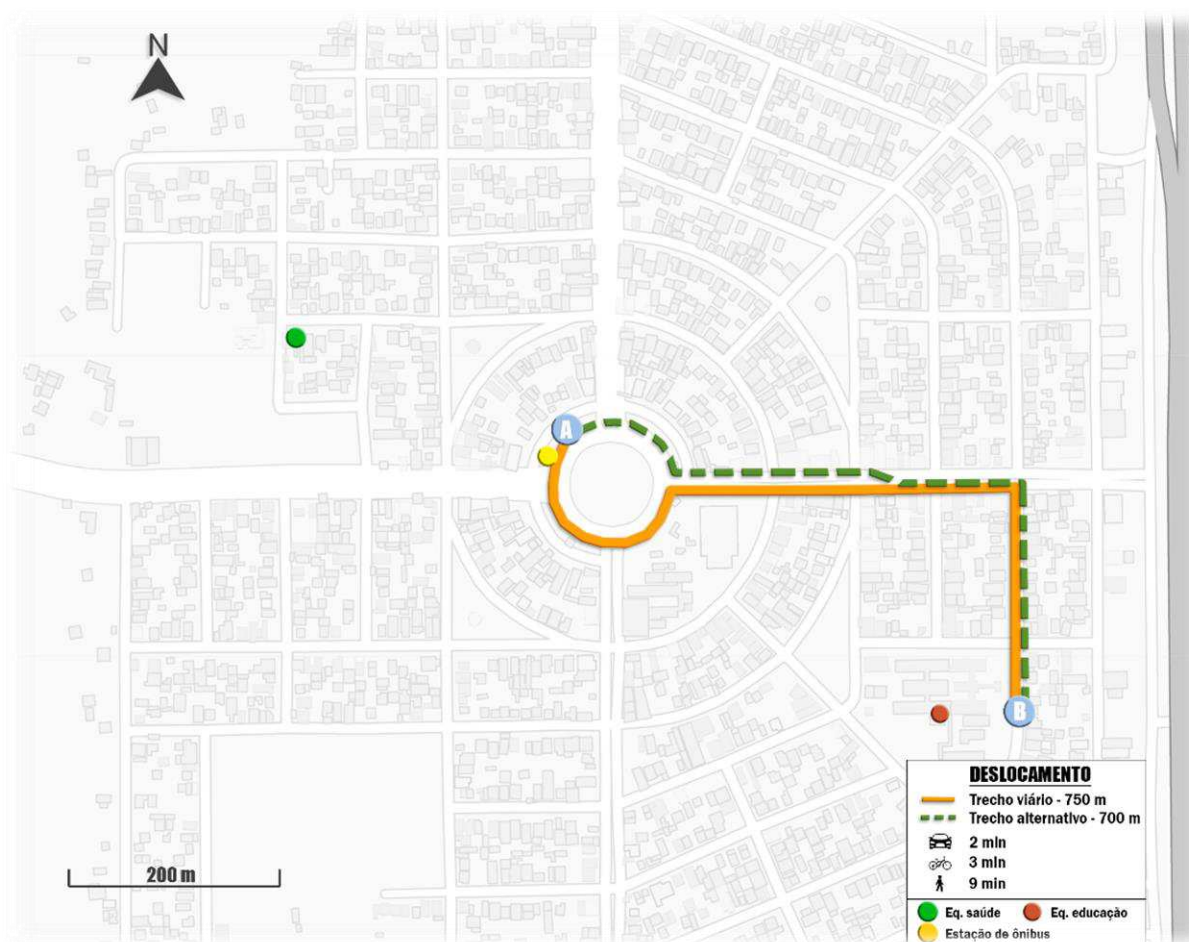 N
A
B
DESLOCAMENTO
Trecho viário - 750 m
Trecho alternativo - 700 m
2 min
3 min
9 min
200 m
Eq. saúde Eq. educação
Estação de ônibus